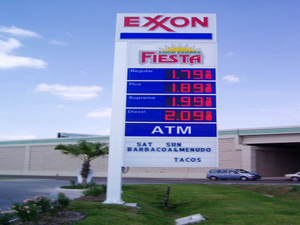 EXXON
FIESTA
Regular 1.79 9/10
Plus 1.89 9/10
Supreme 1.99 9/10
Diesel 2.09 9/10
ATM
SAT SUN
BARBACOA&MENUDO
TACOS